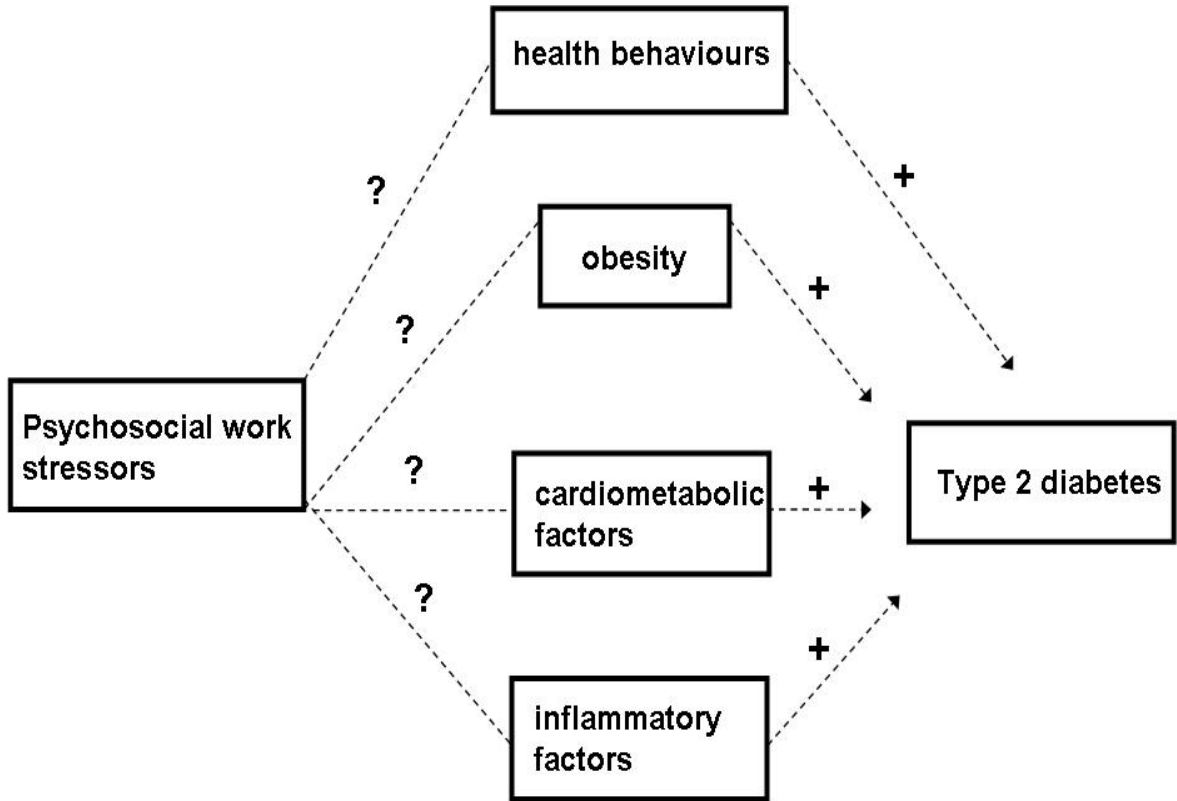 health behaviours
?
+
obesity
?
+
Psychosocial work
stressors
?
cardiometabolic
factors
+
Type 2 diabetes
?
inflammatory
factors
+